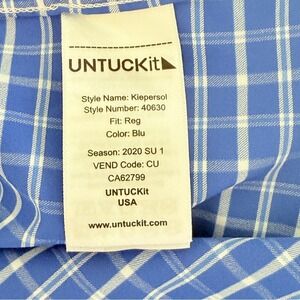 UNTUCKit
Style Name: Kiepersol
Style Number: 40630
Fit: Reg
Color: Blu
Season: 2020 SU 1
VEND Code: CU
CA62799
UNTUCKit
USA
www.untuckit.com